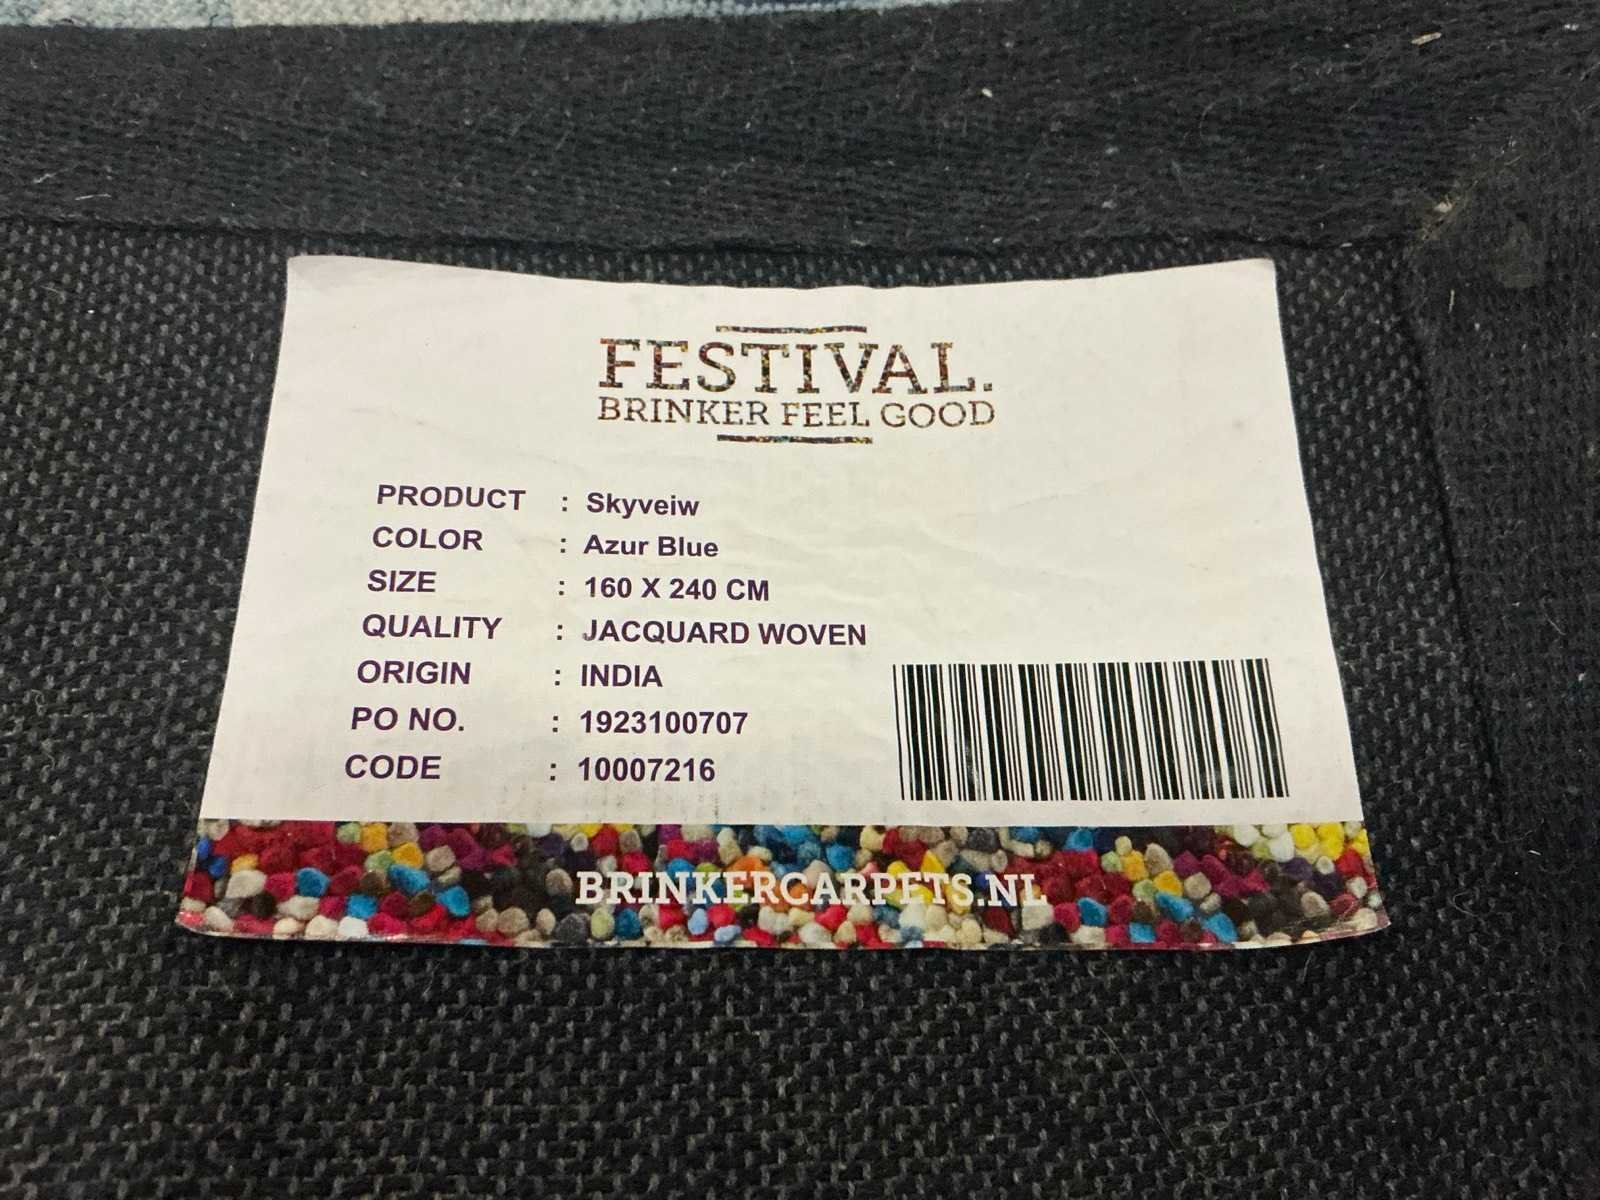 FESTIVAL.
BRINKER FEEL GOOD
PRODUCT : Skyveiw
COLOR : Azur Blue
SIZE : 160 X 240 CM
QUALITY : JACQUARD WOVEN
ORIGIN : INDIA
PO NO. : 1923100707
CODE : 10007216
BRINKERCARPETS.NL